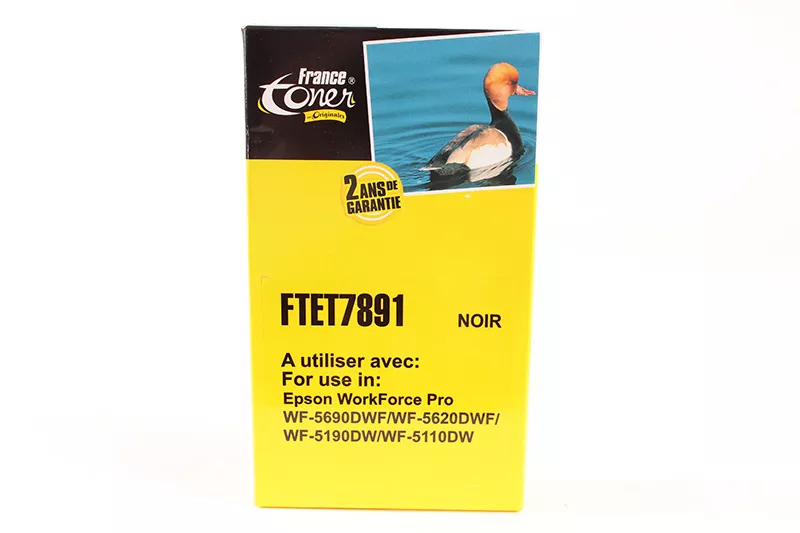 France ®
Toner
Originales
2 ANS DE
GARANTIE
FTET7891 NOIR
A utiliser avec:
For use in:
Epson WorkForce Pro
WF-5690DWF/WF-5620DWF/
WF-5190DW/WF-5110DW